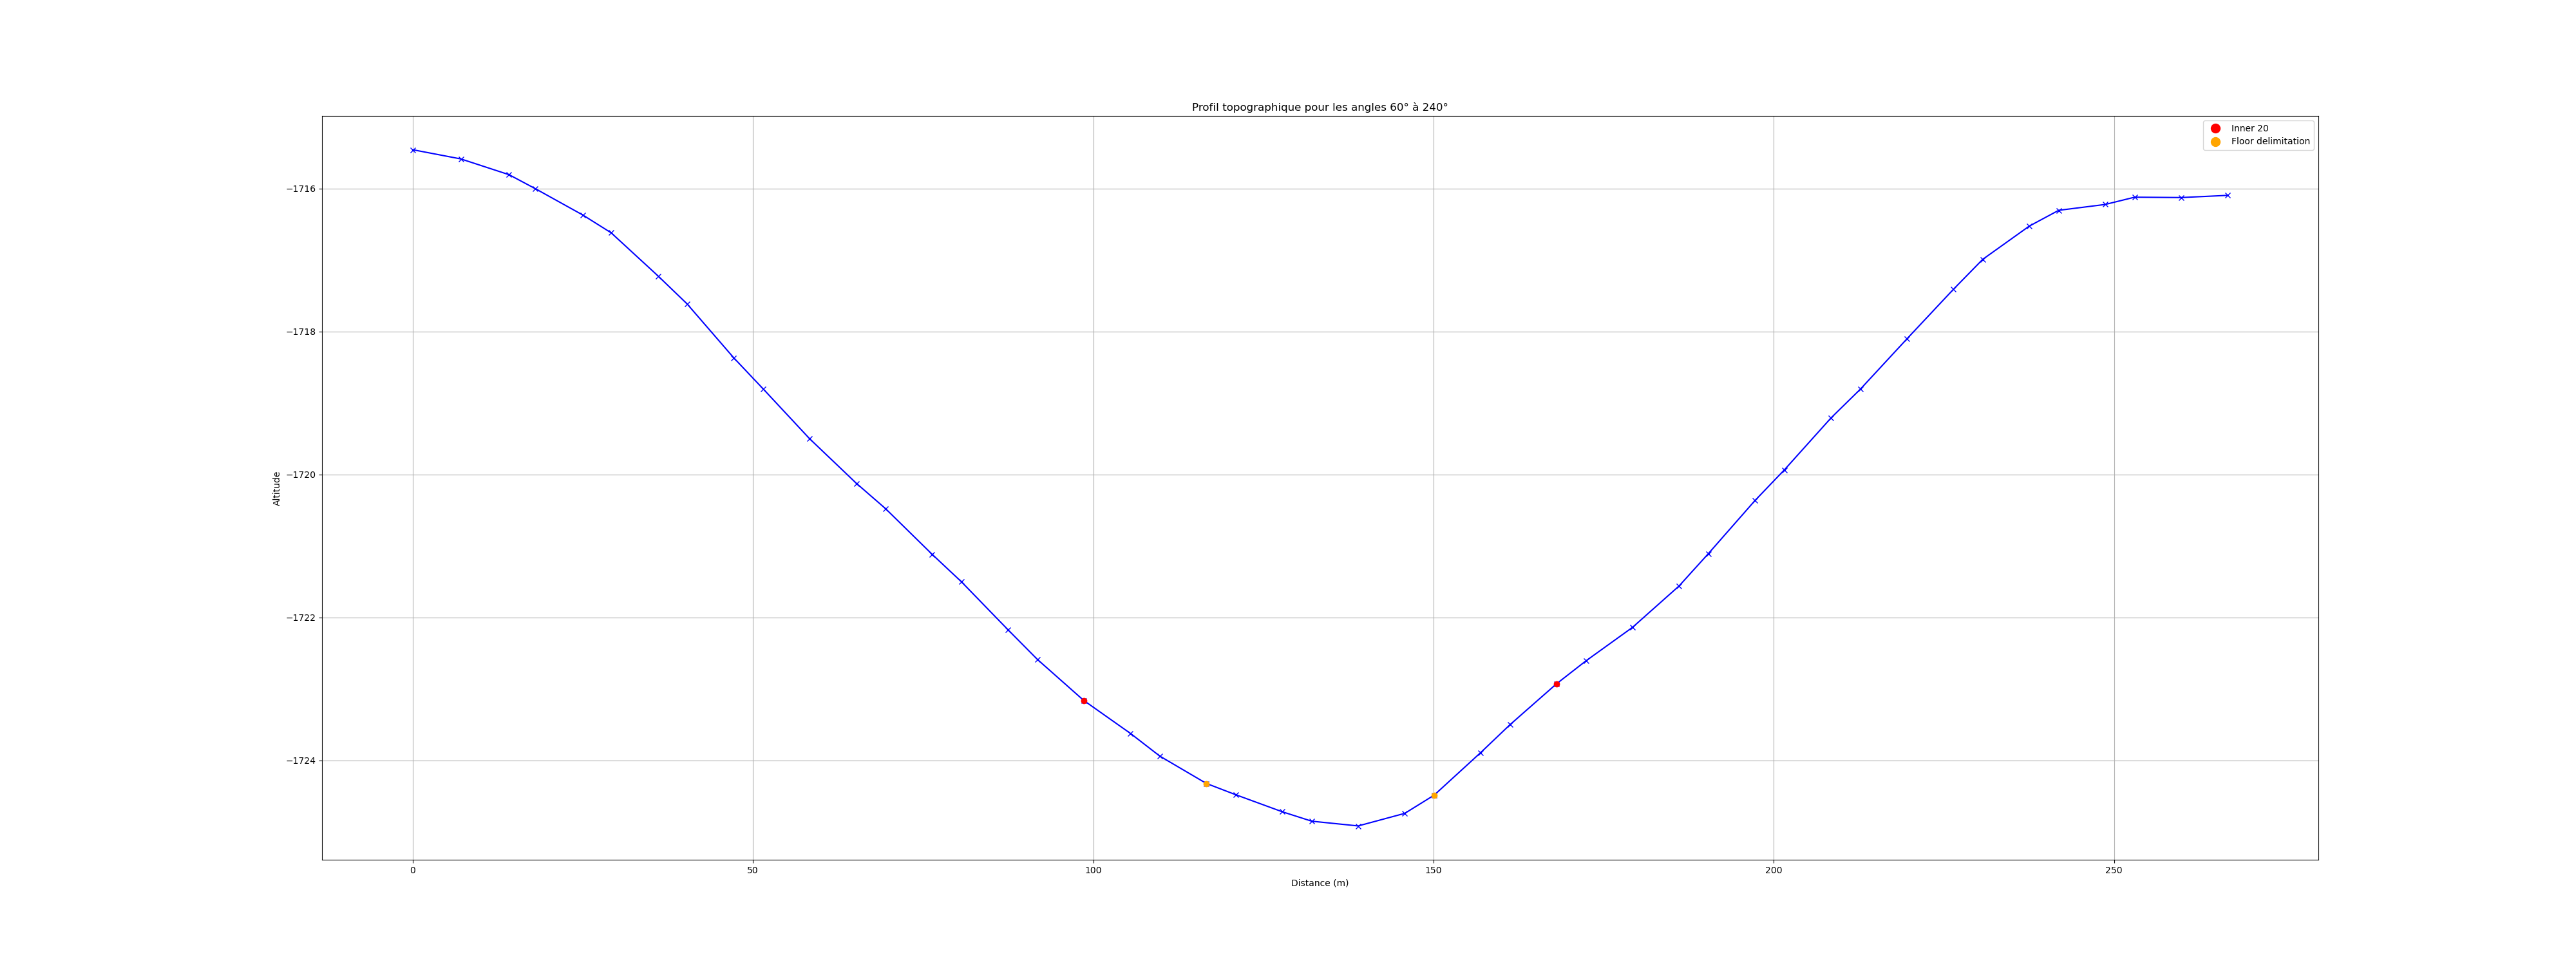 Profil topographique pour les angles 60° à 240°
Inner 20
Floor delimitation
Altitude
−1716
−1718
−1720
−1722
−1724
0 50 100 150 200 250
Distance (m)